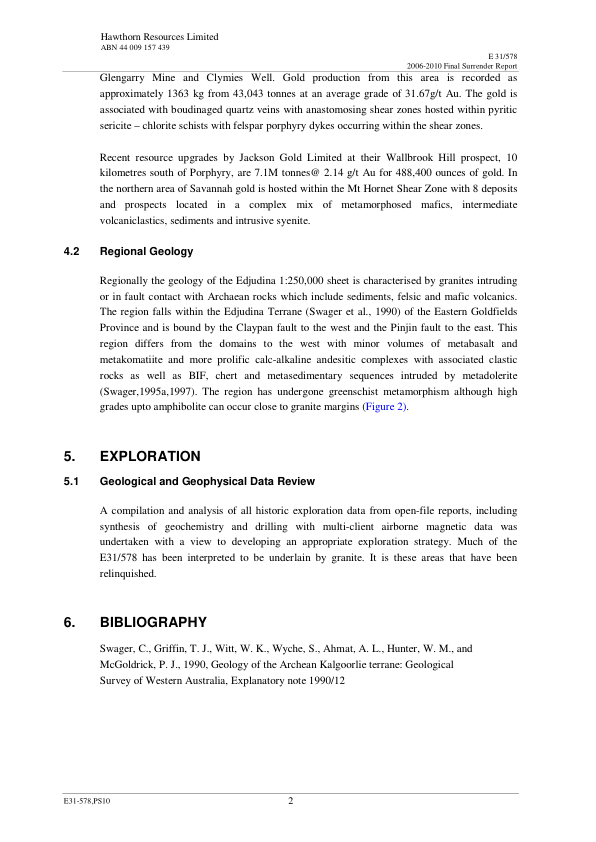 Hawthorn Resources Limited
ABN 44 009 157 439
E 31/578
2006-2010 Final Surrender Report
Glengarry Mine and Clymies Well. Gold production from this area is recorded as
approximately 1363 kg from 43,043 tonnes at an average grade of 31.67g/t Au. The gold is
associated with boudinaged quartz veins with anastomosing shear zones hosted within pyritic
sericite – chlorite schists with felspar porphyry dykes occurring within the shear zones.
Recent resource upgrades by Jackson Gold Limited at their Wallbrook Hill prospect, 10
kilometres south of Porphyry, are 7.1M tonnes@ 2.14 g/t Au for 488,400 ounces of gold. In
the northern area of Savannah gold is hosted within the Mt Hornet Shear Zone with 8 deposits
and prospects located in a complex mix of metamorphosed mafics, intermediate
volcaniclastics, sediments and intrusive syenite.
4.2 Regional Geology
Regionally the geology of the Edjudina 1:250,000 sheet is characterised by granites intruding
or in fault contact with Archaean rocks which include sediments, felsic and mafic volcanics.
The region falls within the Edjudina Terrane (Swager et al., 1990) of the Eastern Goldfields
Province and is bound by the Claypan fault to the west and the Pinjin fault to the east. This
region differs from the domains to the west with minor volumes of metabasalt and
metakomatiite and more prolific calc-alkaline andesitic complexes with associated clastic
rocks as well as BIF, chert and metasedimentary sequences intruded by metadolerite
(Swager,1995a,1997). The region has undergone greenschist metamorphism although high
grades upto amphibolite can occur close to granite margins (Figure 2).
5. EXPLORATION
5.1 Geological and Geophysical Data Review
A compilation and analysis of all historic exploration data from open-file reports, including
synthesis of geochemistry and drilling with multi-client airborne magnetic data was
undertaken with a view to developing an appropriate exploration strategy. Much of the
E31/578 has been interpreted to be underlain by granite. It is these areas that have been
relinquished.
6. BIBLIOGRAPHY
Swager, C., Griffin, T. J., Witt, W. K., Wyche, S., Ahmat, A. L., Hunter, W. M., and
McGoldrick, P. J., 1990, Geology of the Archean Kalgoorlie terrane: Geological
Survey of Western Australia, Explanatory note 1990/12
E31-578,PS10 2